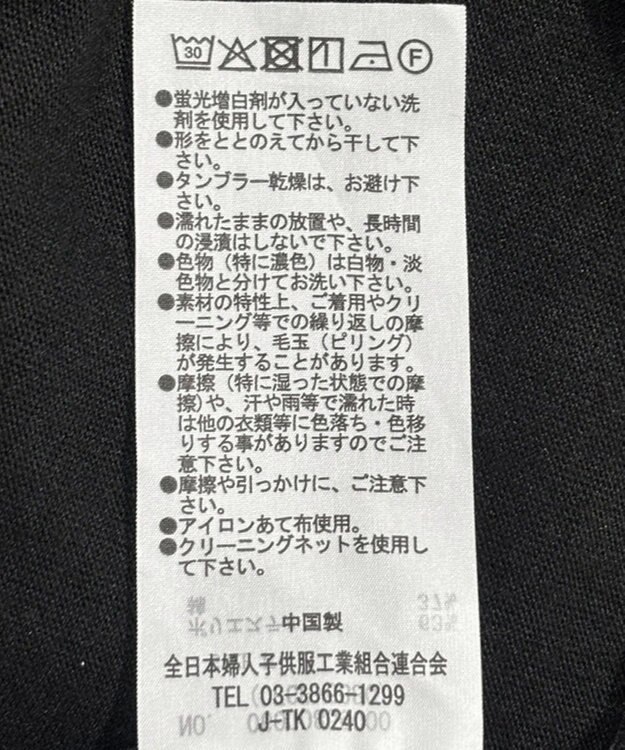 30
F
●蛍光増白剤が入っていない洗
剤を使用して下さい。
●形をととのえてから干して下
さい。
●タンブラー乾燥は、お避け下
さい。
●濡れたままの放置や、長時間
の浸漬はしないで下さい。
●色物（特に濃色）は白物・淡
色物と分けてお洗い下さい。
●素材の特性上、ご着用やクリ
ーニング等での繰り返しの摩
擦により、毛玉（ピリング）
が発生することがあります。
●摩擦（特に湿った状態での摩
擦)や、汗や雨等で濡れた時
は他の衣類等に色落ち・色移
りする事がありますのでご注
意下さい。
●摩擦や引っかけに、ご注意下
さい。
●アイロンあて布使用。
●クリーニングネットを使用し
て下さい。
綿 37%
ポリエステ 63%
中国製
全日本婦人子供服工業組合連合会
TEL 03-3866-1299
J-TK 0240
NO.